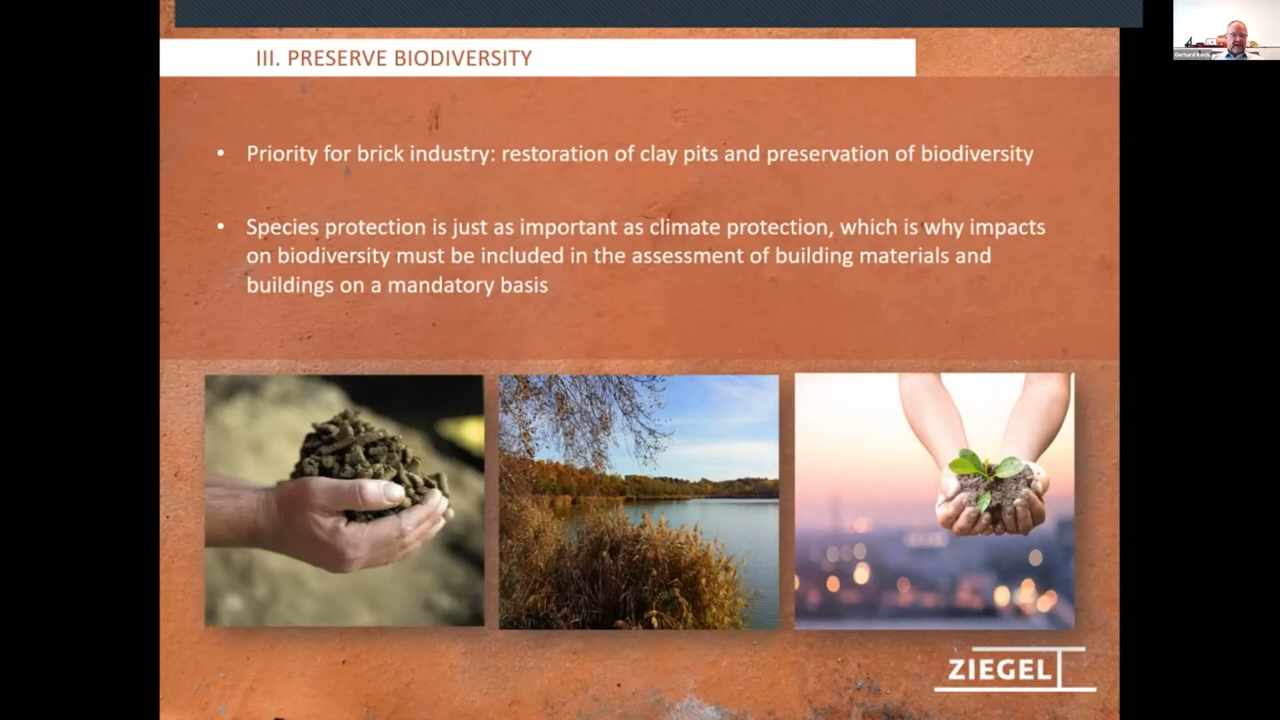 III. PRESERVE BIODIVERSITY
• Priority for brick industry: restoration of clay pits and preservation of biodiversity
• Species protection is just as important as climate protection, which is why impacts
on biodiversity must be included in the assessment of building materials and
buildings on a mandatory basis
ZIEGEL